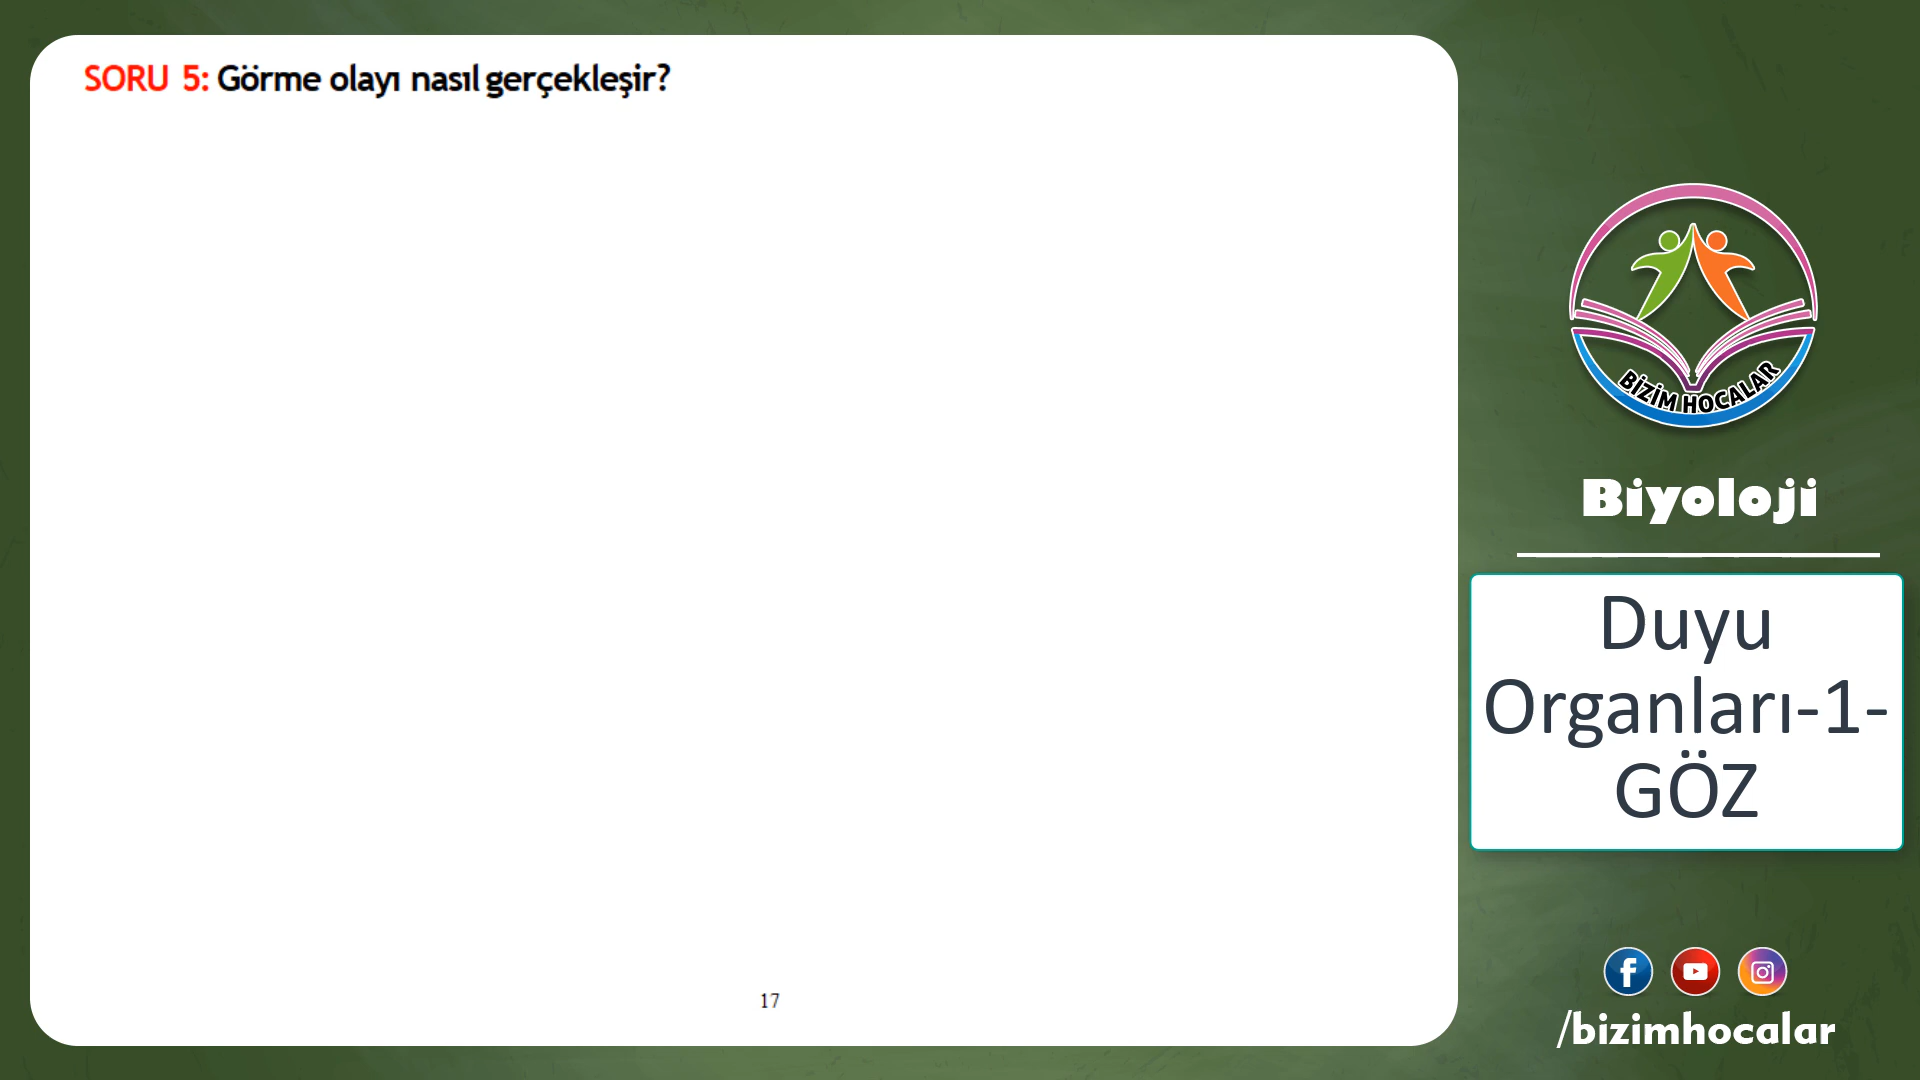 SORU 5: Görme olayı nasıl gerçekleşir?
17
BİZİM HOCALAR
Biyoloji
Duyu
Organları-1-
GÖZ
/bizimhocalar